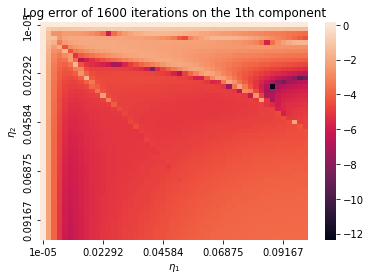 Log error of 1600 iterations on the 1th component
1e-05
0.02292
0.04584
0.06875
0.09167
η₂
1e-05 0.02292 0.04584 0.06875 0.09167
η₁
0
−2
−4
−6
−8
−10
−12